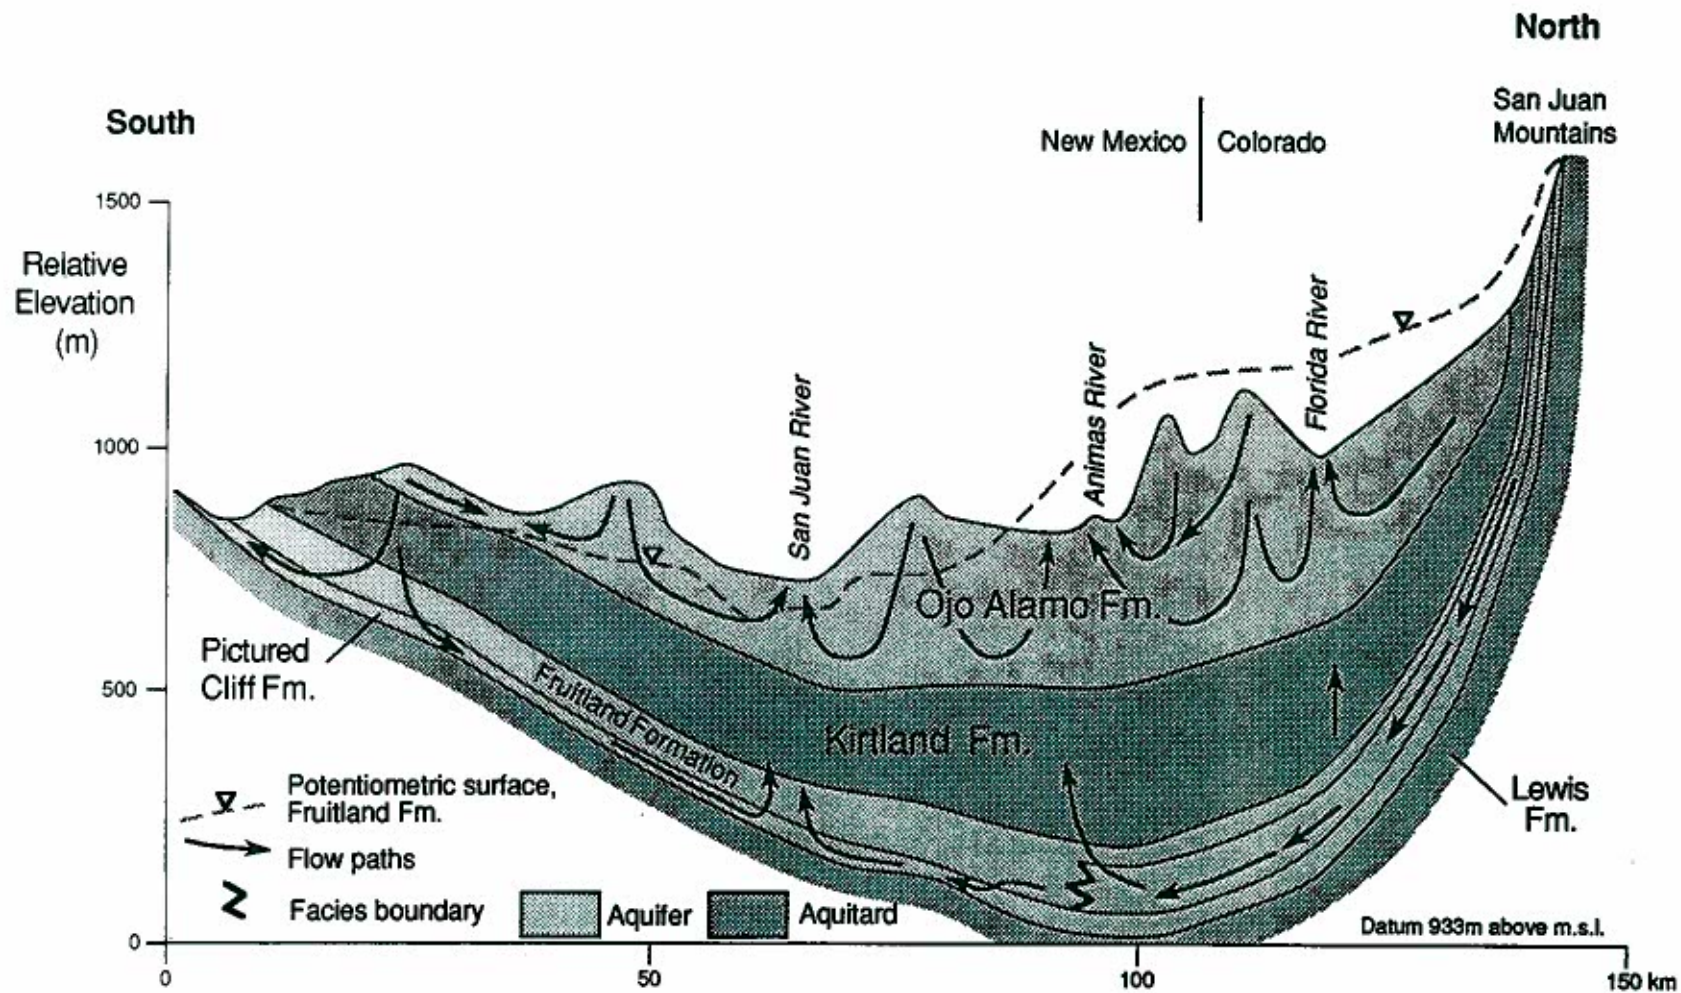 North
San Juan
Mountains
South
New Mexico
Colorado
1500
Relative
Elevation
(m)
Florida River
Animas River
San Juan River
1000
Ojo Alamo Fm.
Pictured
Cliff Fm.
500
Fruitland Formation
Kirtland Fm.
Lewis
Fm.
Potentiometric surface,
Fruitland Fm.
Flow paths
Facies boundary
Aquifer
Aquitard
Datum 933m above m.s.l.
0
0
50
100
150 km